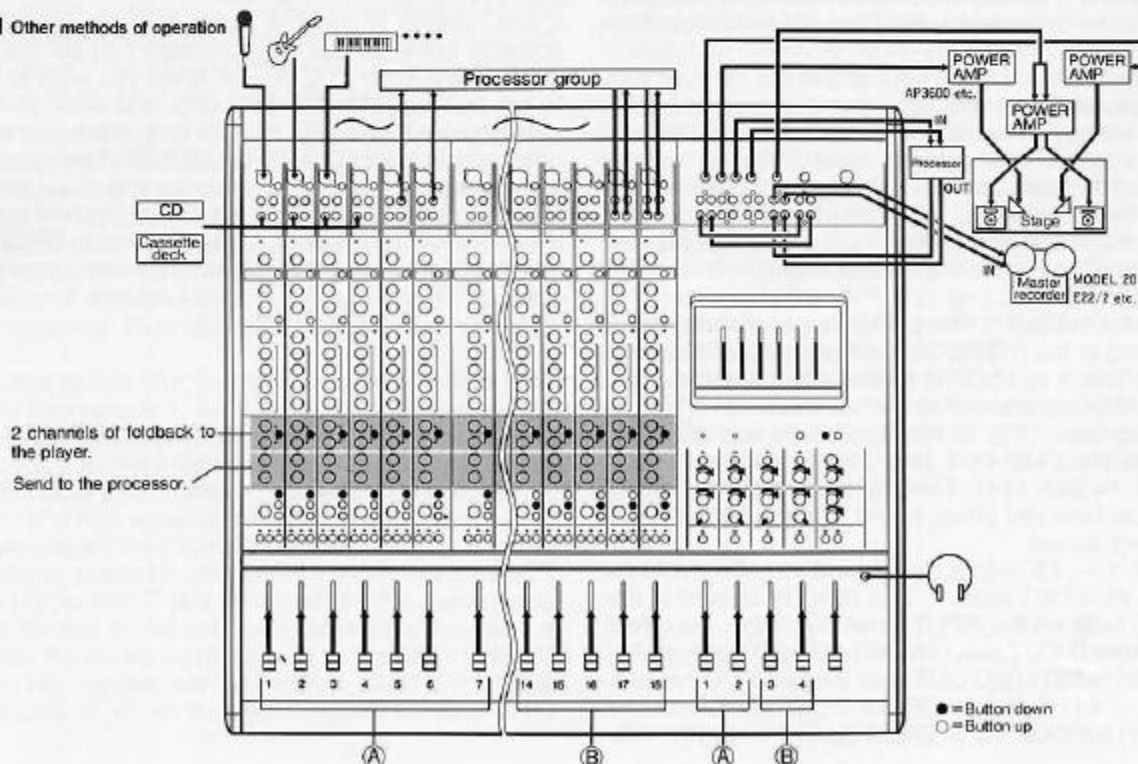 Other methods of operation
Processor group
POWER AMP
POWER AMP
AP3600 etc.
POWER AMP
IN
Processor
OUT
CD
Cassette deck
Stage
IN
Master recorder
MODEL 20
E22/2 etc.
2 channels of foldback to
the player.
Send to the processor.
2 3 4 5 6 7 14 15 16 17 18 1 2 3
● =Button down
○ =Button up
Ⓐ Ⓑ Ⓐ Ⓑ